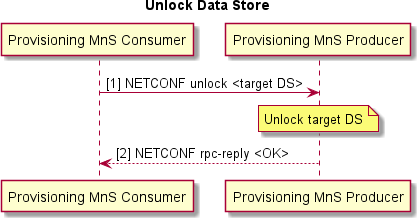 Unlock Data Store
Provisioning MnS Consumer
Provisioning MnS Producer
[1] NETCONF unlock <target DS>
Unlock target DS
[2] NETCONF rpc-reply <OK>
Provisioning MnS Consumer
Provisioning MnS Producer